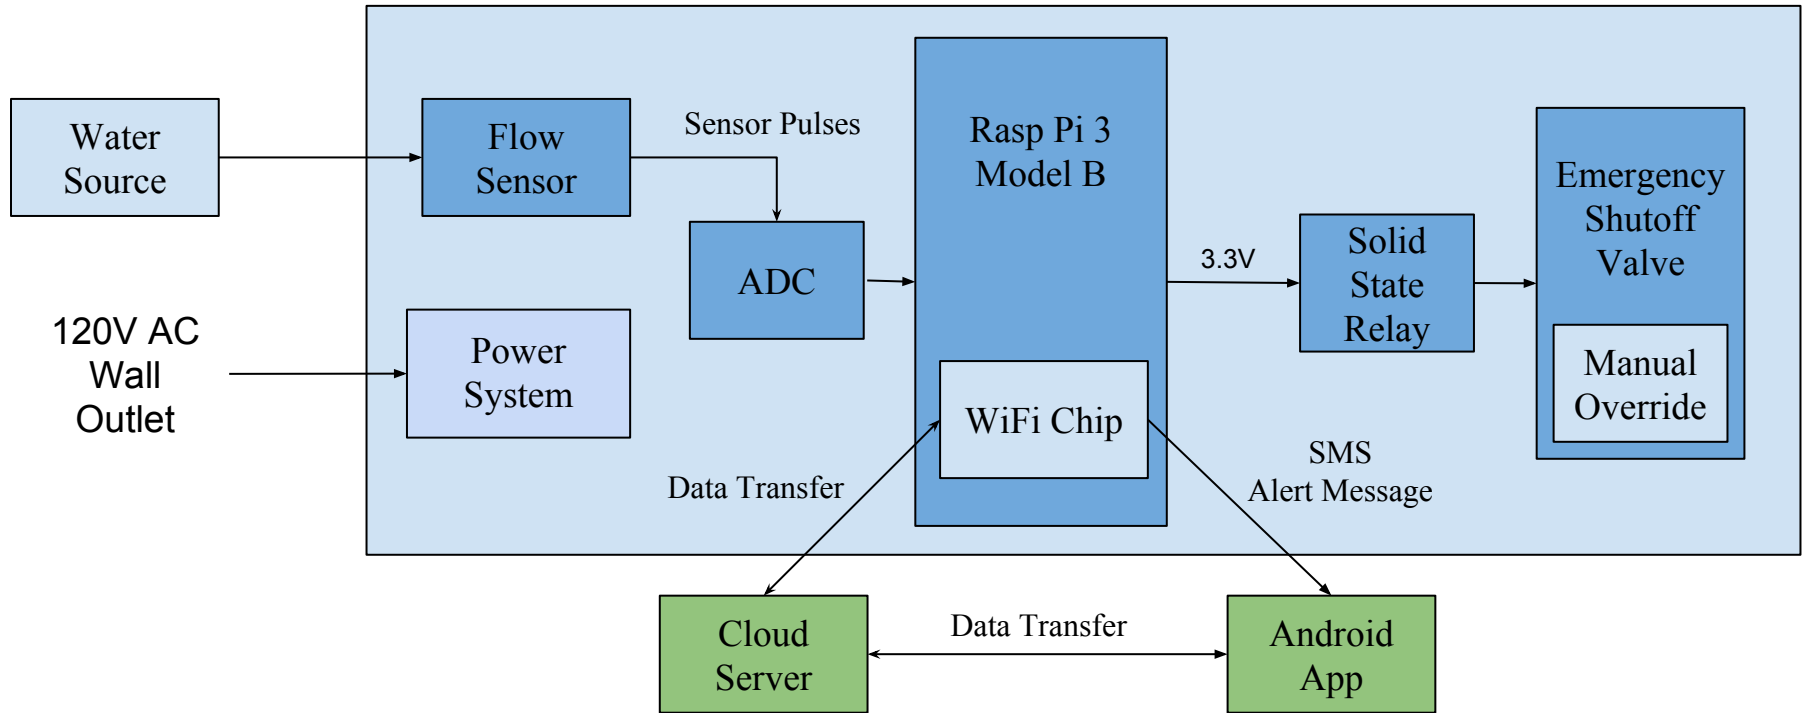 Water
Source
Flow
Sensor
Sensor Pulses
ADC
Rasp Pi 3
Model B
3.3V
Solid
State
Relay
Emergency
Shutoff
Valve
Manual
Override
120V AC
Wall
Outlet
Power
System
WiFi Chip
Data Transfer
SMS
Alert Message
Cloud
Server
Data Transfer
Android
App